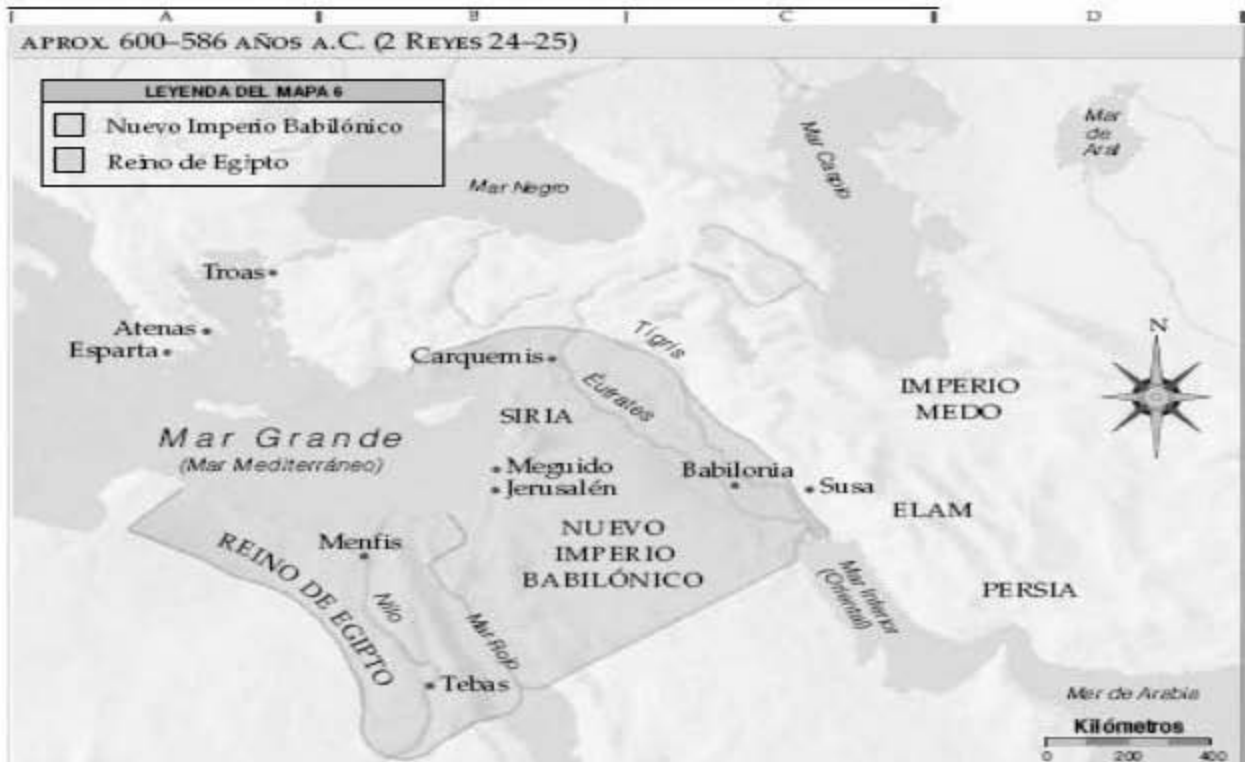 A B C D
APROX. 600–586 AÑOS A.C. (2 REYES 24–25)
LEYENDA DEL MAPA 6
Nuevo Imperio Babilónico
Reino de Egipto
Mar Negro
Mar Caspio
Mar
de
Aral
Troas
Atenas
Esparta
Carquemis
Tigris
Éufrates
SIRIA
IMPERIO
MEDO
N
Mar Grande
(Mar Mediterráneo)
Meguido
Jerusalén
Babilonia
Susa
ELAM
NUEVO
IMPERIO
BABILÓNICO
Menfis
REINO DE EGIPTO
Nilo
Mar Rojo
Tebas
Mar Inferior
(Oriental)
PERSIA
Mar de Arabia
Kilómetros
0 200 400